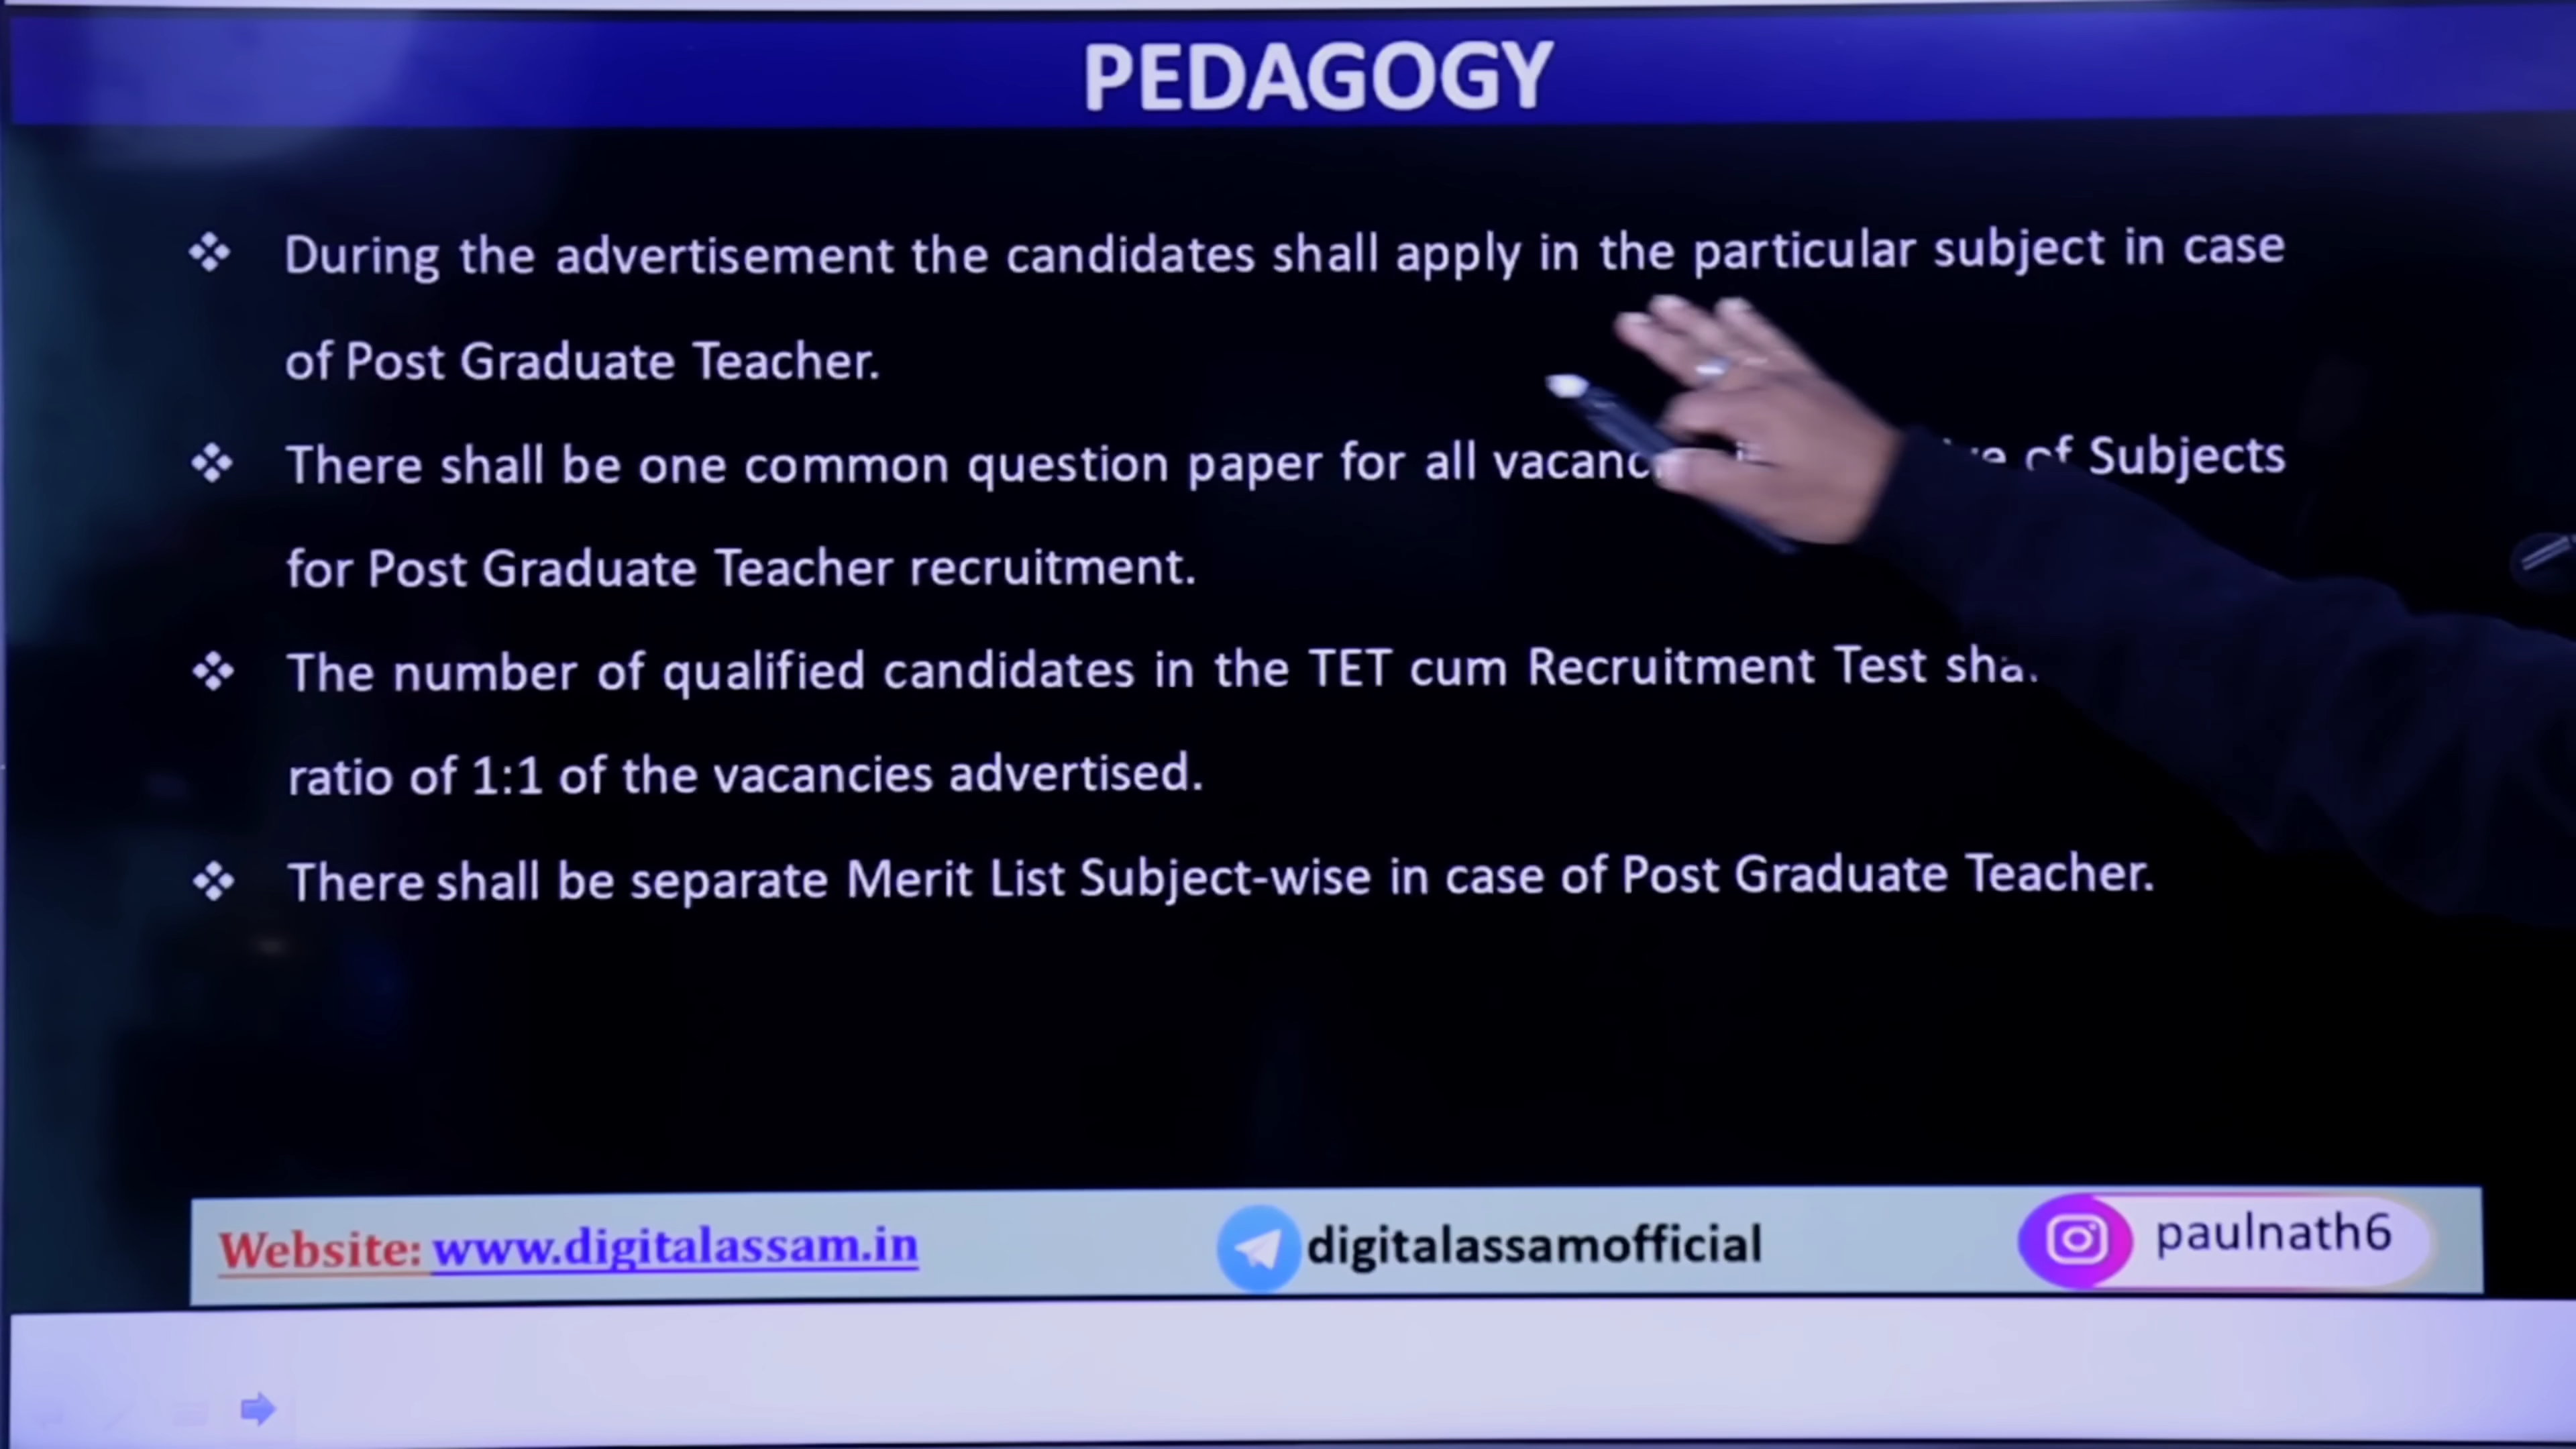 PEDAGOGY
During the advertisement the candidates shall apply in the particular subject in case
of Post Graduate Teacher.
There shall be one common question paper for all of Subjects
for Post Graduate Teacher recruitment.
The number of qualified candidates in the TET cum Recruitment Test
ratio of 1:1 of the vacancies advertised.
There shall be separate Merit List Subject-wise in case of Post Graduate Teacher.
Website: www.digitalassam.in
digitalassamofficial
paulnath6